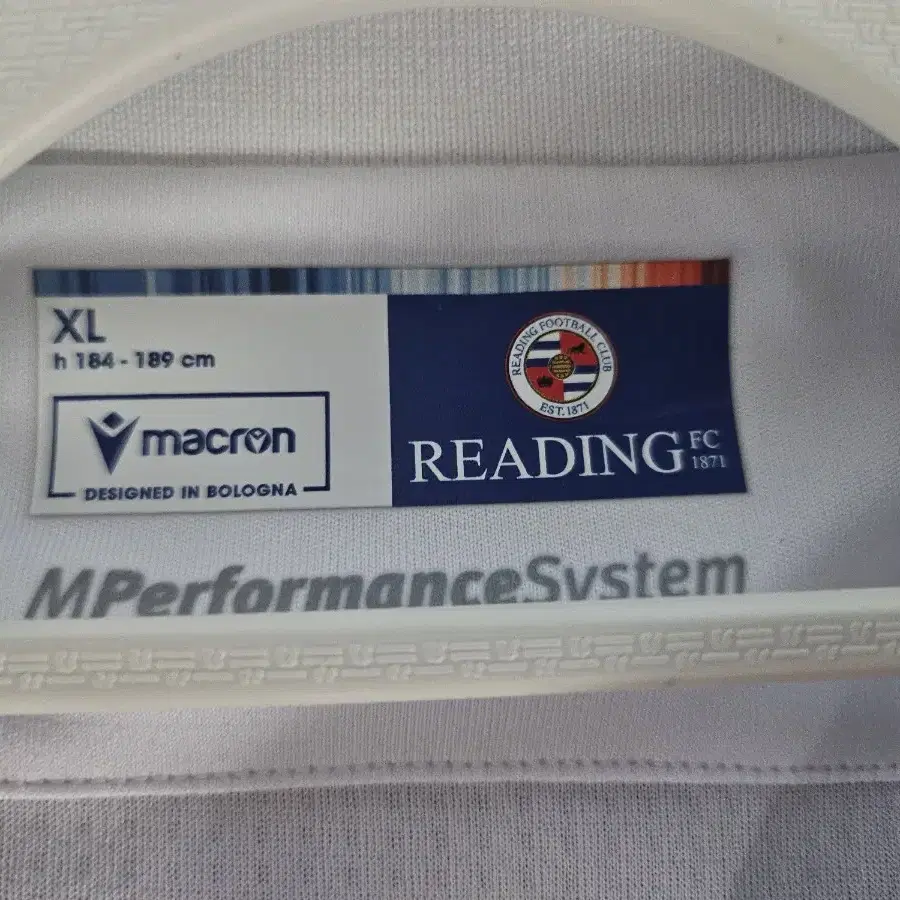 XL
h 184 - 189 cm
macron
DESIGNED IN BOLOGNA
READING FOOTBALL CLUB
EST. 1871
READING FC
1871
MPerformanceSystem